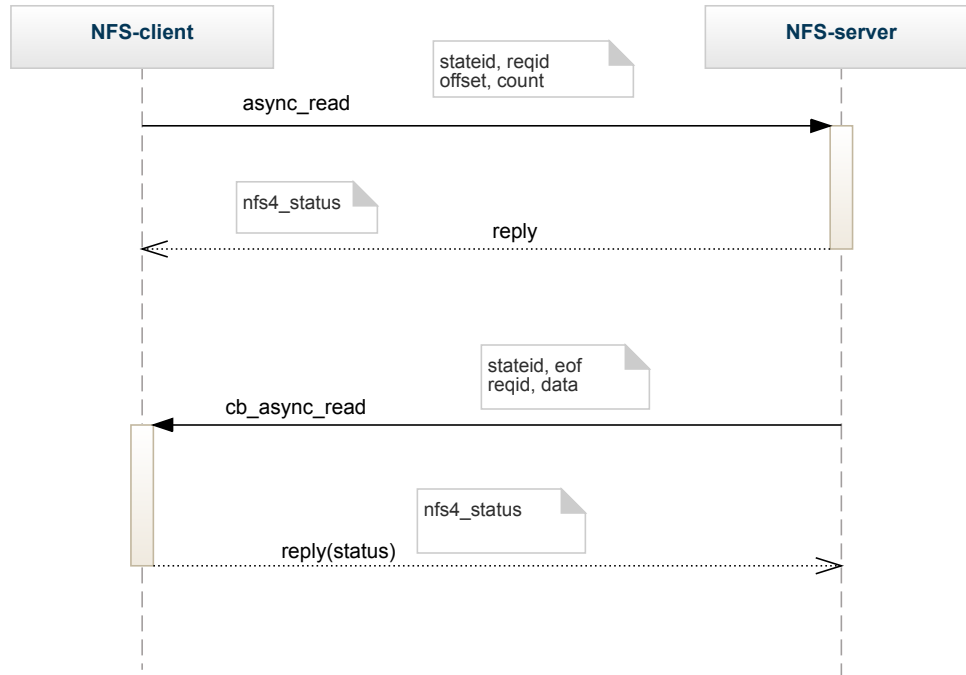 NFS-client
NFS-server
stateid, reqid
offset, count
async_read
nfs4_status
reply
stateid, eof
reqid, data
cb_async_read
nfs4_status
reply(status)